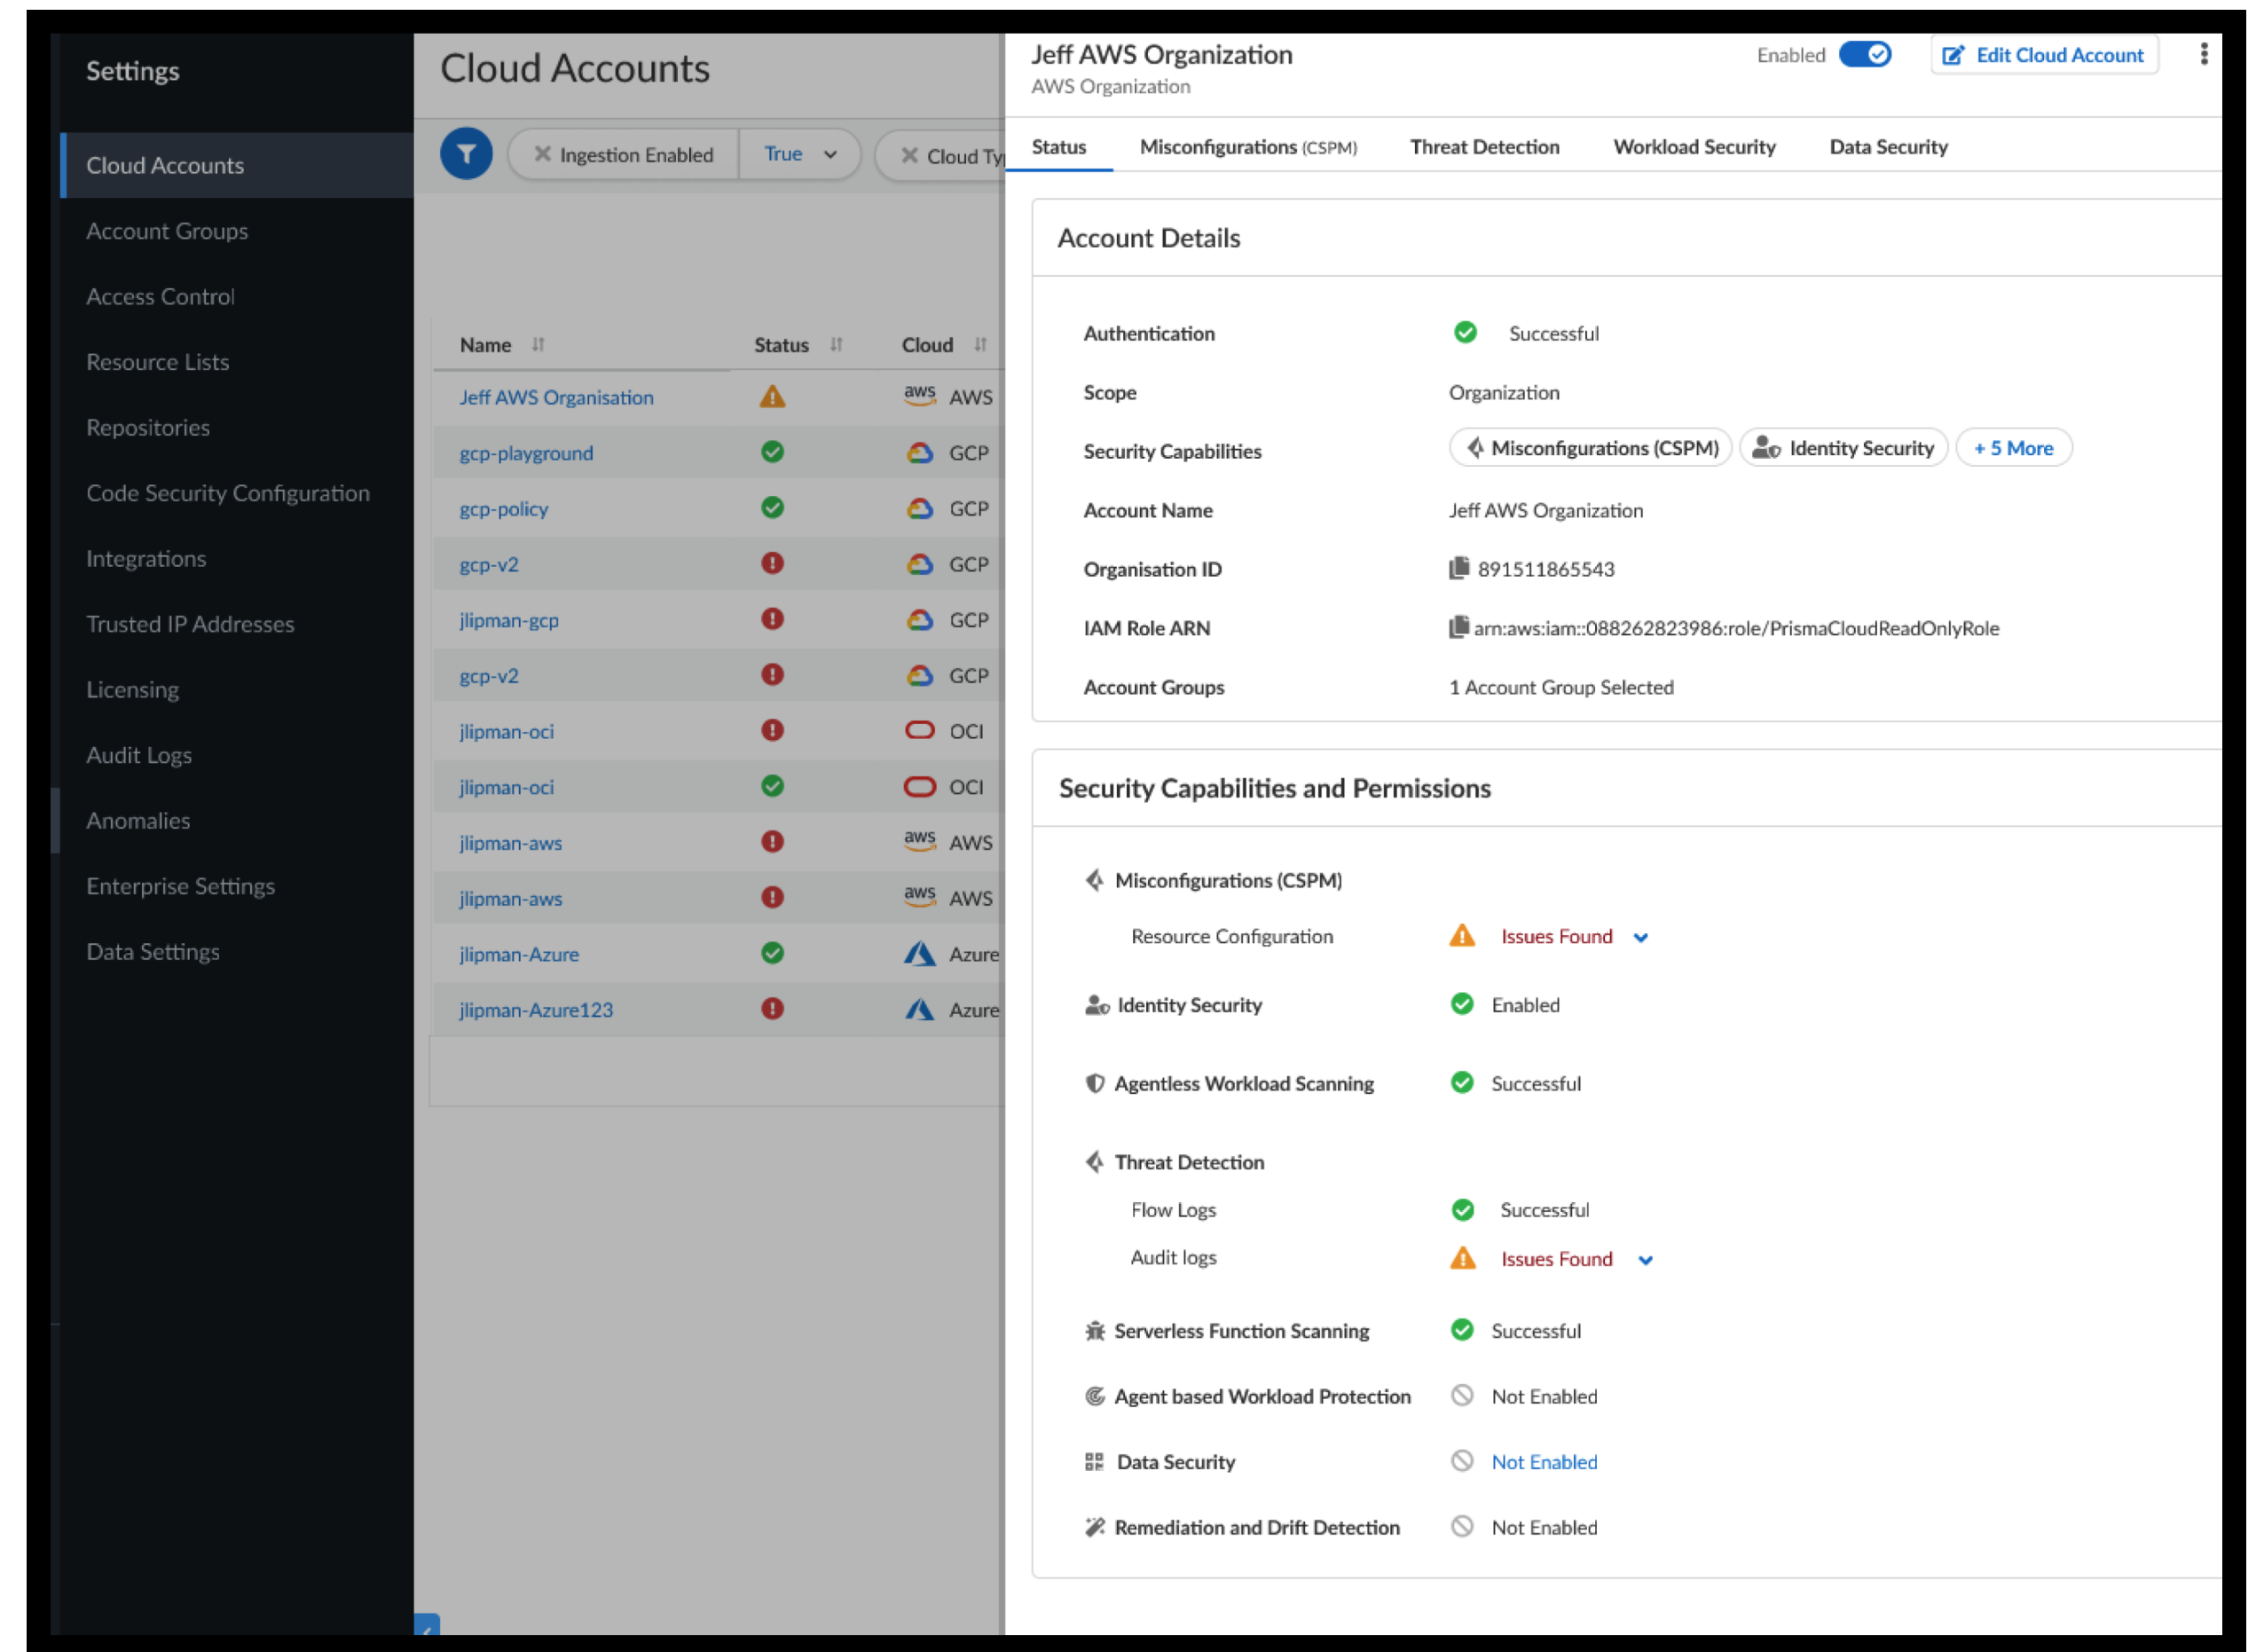 Settings
Cloud Accounts
Account Groups
Access Control
Resource Lists
Repositories
Code Security Configuration
Integrations
Trusted IP Addresses
Licensing
Audit Logs
Anomalies
Enterprise Settings
Data Settings
Cloud Accounts
Ingestion Enabled True Cloud Ty
Name Status Cloud
Jeff AWS Organisation aws AWS
gcp-playground GCP
gcp-policy GCP
gcp-v2 GCP
jlipman-gcp GCP
gcp-v2 GCP
jlipman-oci OCI
jlipman-oci OCI
jlipman-aws aws AWS
jlipman-aws aws AWS
jlipman-Azure Azure
jlipman-Azure123 Azure
Jeff AWS Organization
AWS Organization
Enabled Edit Cloud Account
Status Misconfigurations (CSPM) Threat Detection Workload Security Data Security
Account Details
Authentication Successful
Scope Organization
Security Capabilities Misconfigurations (CSPM) Identity Security + 5 More
Account Name Jeff AWS Organization
Organisation ID 891511865543
IAM Role ARN arn:aws:iam::088262823986:role/PrismaCloudReadOnlyRole
Account Groups 1 Account Group Selected
Security Capabilities and Permissions
Misconfigurations (CSPM)
Resource Configuration Issues Found
Identity Security Enabled
Agentless Workload Scanning Successful
Threat Detection
Flow Logs Successful
Audit logs Issues Found
Serverless Function Scanning Successful
Agent based Workload Protection Not Enabled
Data Security Not Enabled
Remediation and Drift Detection Not Enabled